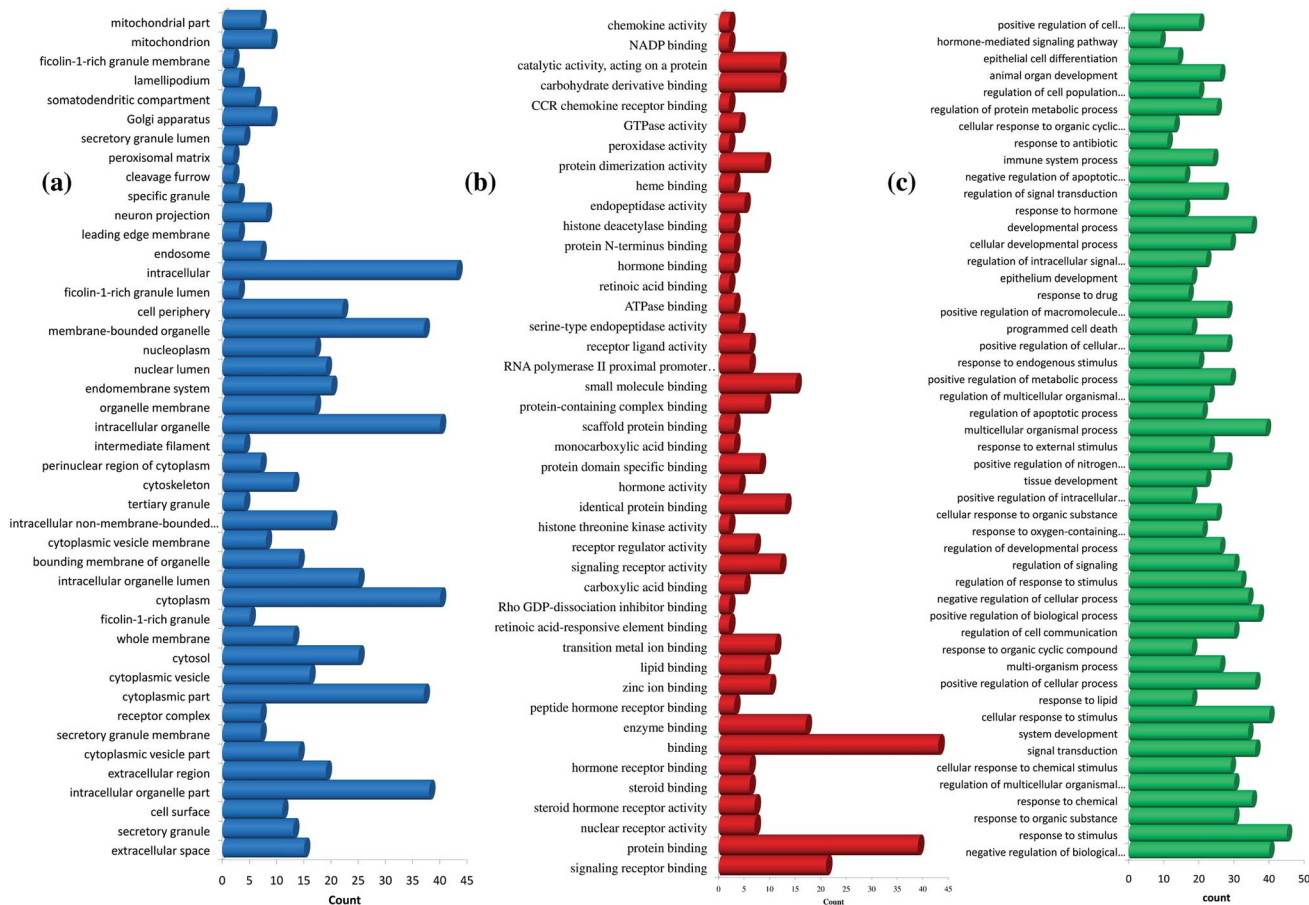 (a)
mitochondrial part
mitochondrion
ficolin-1-rich granule membrane
lamellipodium
somatodendritic compartment
Golgi apparatus
secretory granule lumen
peroxisomal matrix
cleavage furrow
specific granule
neuron projection
leading edge membrane
endosome
intracellular
ficolin-1-rich granule lumen
cell periphery
membrane-bounded organelle
nucleoplasm
nuclear lumen
endomembrane system
organelle membrane
intracellular organelle
intermediate filament
perinuclear region of cytoplasm
cytoskeleton
tertiary granule
intracellular non-membrane-bounded...
cytoplasmic vesicle membrane
bounding membrane of organelle
intracellular organelle lumen
cytoplasm
ficolin-1-rich granule
whole membrane
cytosol
cytoplasmic vesicle
cytoplasmic part
receptor complex
secretory granule membrane
cytoplasmic vesicle part
extracellular region
intracellular organelle part
cell surface
secretory granule
extracellular space
0 5 10 15 20 25 30 35 40 45
Count
(b)
chemokine activity
NADP binding
catalytic activity, acting on a protein
carbohydrate derivative binding
CCR chemokine receptor binding
GTPase activity
peroxidase activity
protein dimerization activity
heme binding
endopeptidase activity
histone deacetylase binding
protein N-terminus binding
hormone binding
retinoic acid binding
ATPase binding
serine-type endopeptidase activity
receptor ligand activity
RNA polymerase II proximal promoter..
small molecule binding
protein-containing complex binding
scaffold protein binding
monocarboxylic acid binding
protein domain specific binding
hormone activity
identical protein binding
histone threonine kinase activity
receptor regulator activity
signaling receptor activity
carboxylic acid binding
Rho GDP-dissociation inhibitor binding
retinoic acid-responsive element binding
transition metal ion binding
lipid binding
zinc ion binding
peptide hormone receptor binding
enzyme binding
binding
hormone receptor binding
steroid binding
steroid hormone receptor activity
nuclear receptor activity
protein binding
signaling receptor binding
0 5 10 15 20 25 30 35 40 45
Count
(c)
positive regulation of cell...
hormone-mediated signaling pathway
epithelial cell differentiation
animal organ development
regulation of cell population...
regulation of protein metabolic process
cellular response to organic cyclic...
response to antibiotic
immune system process
negative regulation of apoptotic...
regulation of signal transduction
response to hormone
developmental process
cellular developmental process
regulation of intracellular signal...
epithelium development
response to drug
positive regulation of macromolecule...
programmed cell death
positive regulation of cellular...
response to endogenous stimulus
positive regulation of metabolic process
regulation of multicellular organismal...
regulation of apoptotic process
multicellular organismal process
response to external stimulus
positive regulation of nitrogen...
tissue development
positive regulation of intracellular...
cellular response to organic substance
response to oxygen-containing...
regulation of developmental process
regulation of signaling
regulation of response to stimulus
negative regulation of cellular process
positive regulation of biological process
regulation of cell communication
response to organic cyclic compound
multi-organism process
positive regulation of cellular process
response to lipid
cellular response to stimulus
system development
signal transduction
cellular response to chemical stimulus
regulation of multicellular organismal...
response to chemical
response to organic substance
response to stimulus
negative regulation of biological...
0 10 20 30 40 50
count